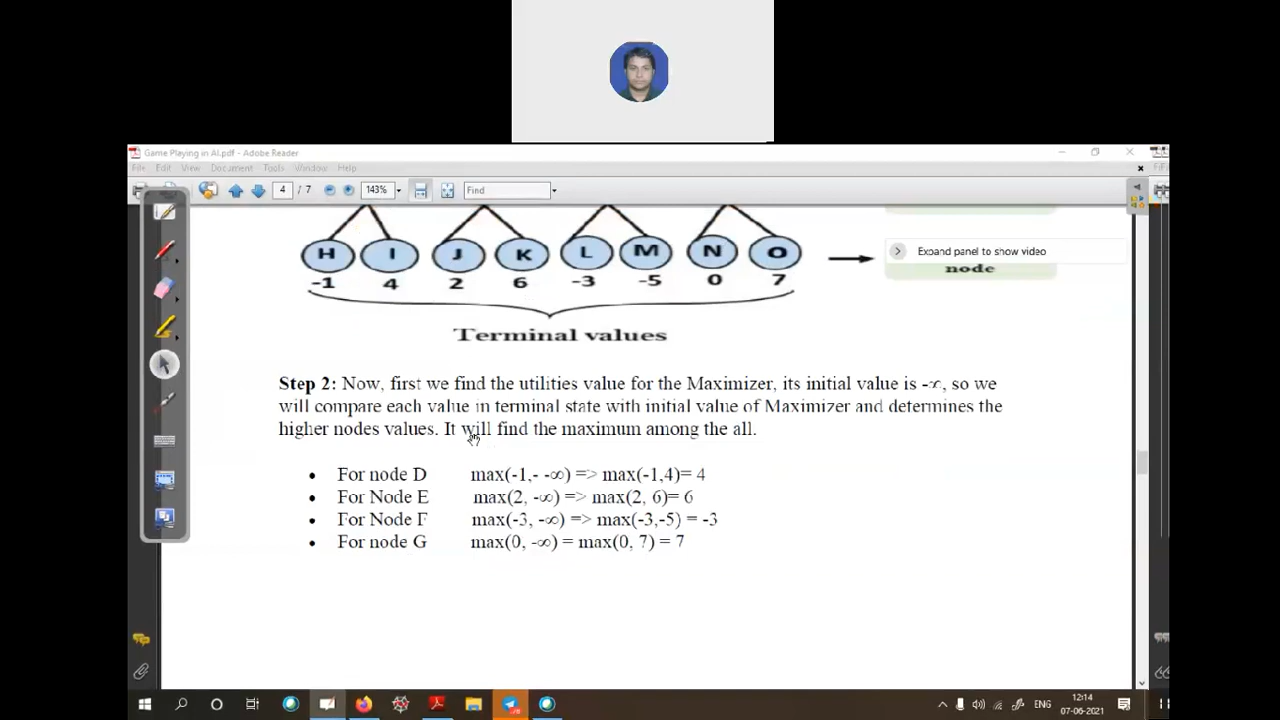 Game Playing in AI.pdf - Adobe Reader
File Edit View Document Tools Window Help
4 / 7 143% Find
H I J K L M N O
-1 4 2 6 -3 -5 0 7
Expand panel to show video
node
Terminal values
Step 2: Now, first we find the utilities value for the Maximizer, its initial value is -∞, so we
will compare each value in terminal state with initial value of Maximizer and determines the
higher nodes values. It will find the maximum among the all.
• For node D max(-1,- -∞) => max(-1,4)= 4
• For Node E max(2, -∞) => max(2, 6)= 6
• For Node F max(-3, -∞) => max(-3,-5) = -3
• For node G max(0, -∞) = max(0, 7) = 7
ENG
12:14
07-06-2021